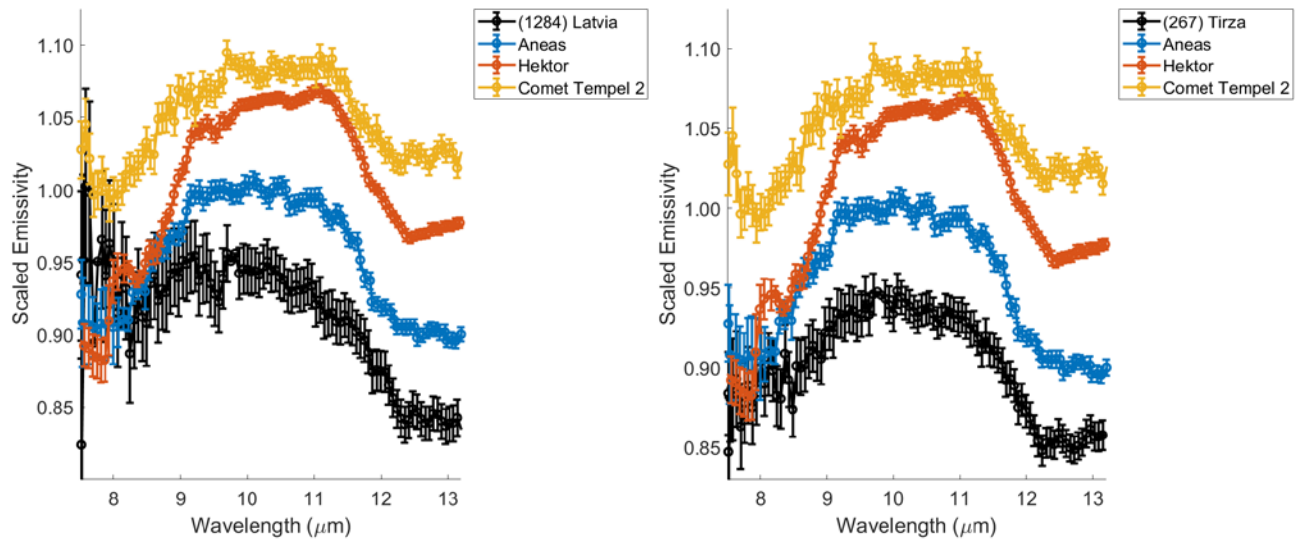 (1284) Latvia
Aneas
Hektor
Comet Tempel 2
1.10
1.05
1.00
0.95
0.90
0.85
Scaled Emissivity
8 9 10 11 12 13
Wavelength (μm)
(267) Tirza
Aneas
Hektor
Comet Tempel 2
1.10
1.05
1.00
0.95
0.90
0.85
Scaled Emissivity
8 9 10 11 12 13
Wavelength (μm)